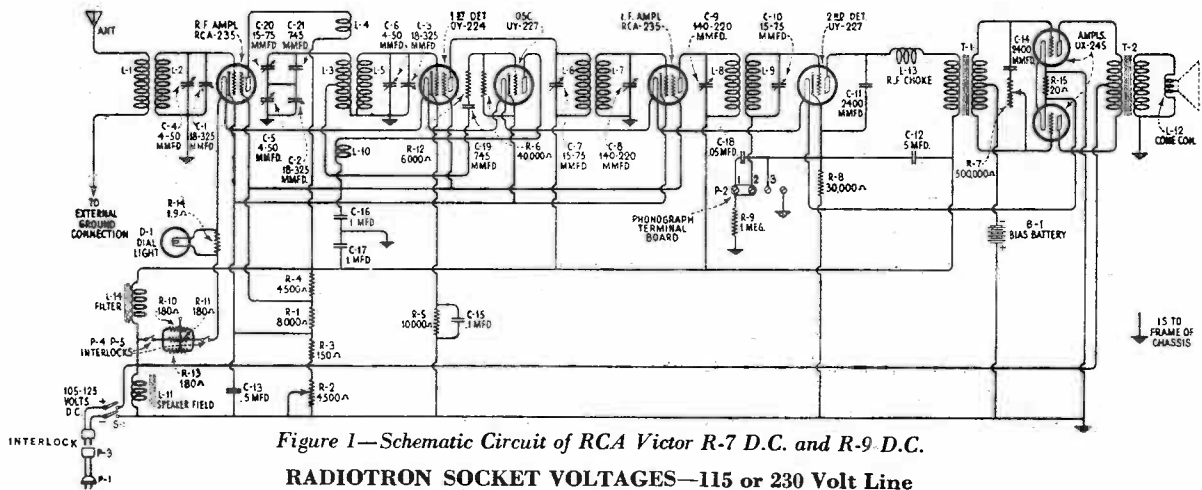 ANT
R.F. AMPL.
RCA-235
C-20
15-75
MMFD.
C-21
745
MMFD.
L-4
C-6
4-50
MMFD.
L-3
C-3
18-325
MMFD.
1ST DET.
UY-224
OSC
UY-227
I.F. AMPL
RCA-235
C-9
140-220
MMFD.
C-10
15-75
MMFD.
2ND DET.
UY-227
L-13
R.F. CHOKE
T-1
C-14
2400
MMFD.
AMPLS.
UX-245
R-15
20Ω
T-2
L-12
CONE COIL
L-1
L-2
C-4
4-50
MMFD
C-1
18-325
MMFD.
C-5
4-50
MMFD.
C-2
18-325
MMFD.
L-5
L-10
R-12
6000Ω
C-19
745
MMFD.
R-6
40,000Ω
L-6
C-7
15-75
MMFD
L-7
C-8
140-220
MMFD.
L-8
L-9
C-11
2400
MMFD
C-12
.5 MFD.
R-7
500,000Ω
C-18
.05 MFD.
P-2
1
2
3
PHONOGRAPH
TERMINAL
BOARD
R-9
1 MEG.
R-8
30,000Ω
B-1
BIAS BATTERY
TO
EXTERNAL
GROUND
CONNECTION
R-14
1.9Ω
D-1
DIAL
LIGHT
C-16
.1 MFD
C-17
.1 MFD
L-14
FILTER
R-10
180Ω
R-11
180Ω
P-4 P-5
INTERLOCKS
R-13
180Ω
R-4
4500Ω
R-1
8000Ω
R-3
150Ω
R-2
4500Ω
R-5
10000Ω
C-15
.1 MFD
C-13
.5 MFD
L-11
SPEAKER FIELD
105-125
VOLTS
D.C.
+
-
S-1
INTERLOCK
P-3
P-1
IS TO
FRAME OF
CHASSIS
Figure 1—Schematic Circuit of RCA Victor R-7 D.C. and R-9 D.C.
RADIOTRON SOCKET VOLTAGES—115 or 230 Volt Line